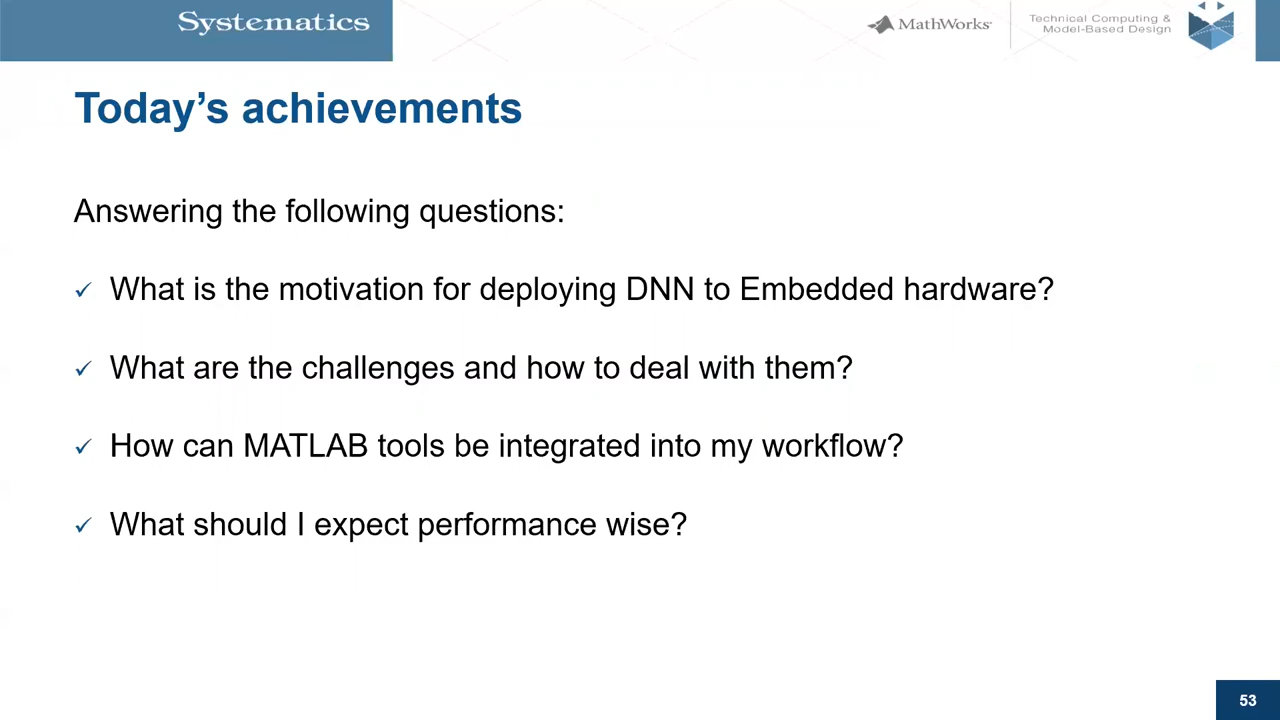 Systematics
MathWorks
Technical Computing &
Model-Based Design
Today’s achievements
Answering the following questions:
✓ What is the motivation for deploying DNN to Embedded hardware?
✓ What are the challenges and how to deal with them?
✓ How can MATLAB tools be integrated into my workflow?
✓ What should I expect performance wise?
53